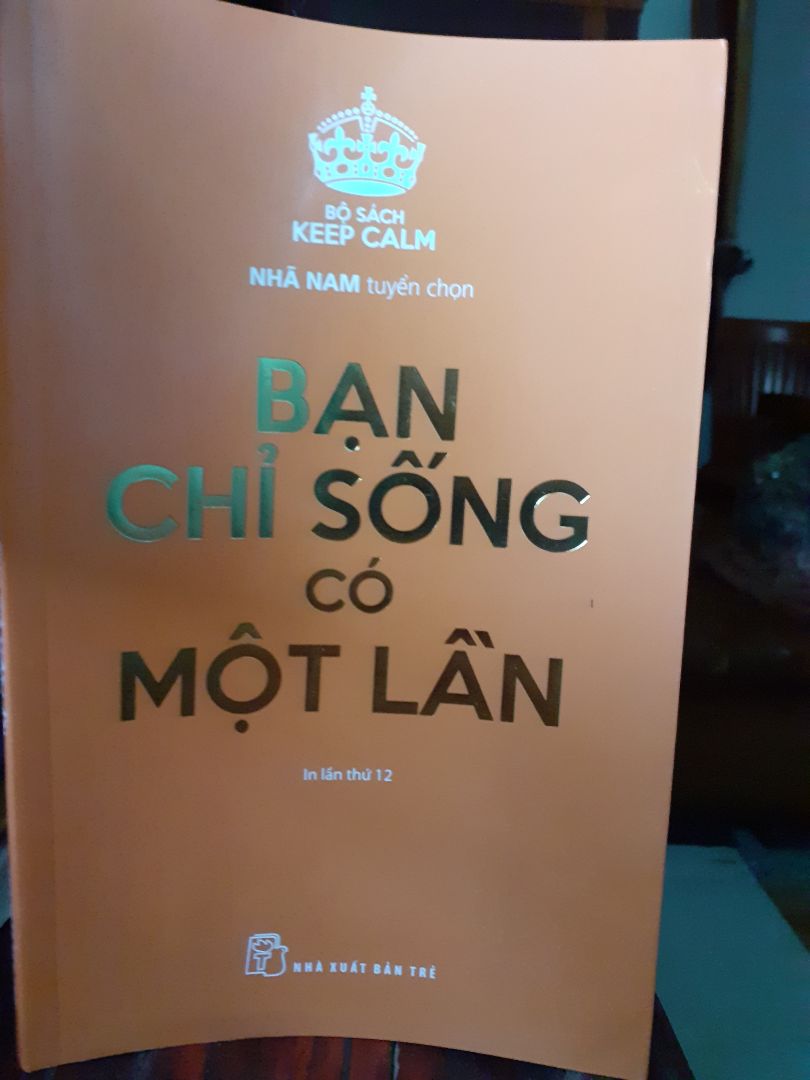 BỘ SÁCH
KEEP CALM
NHÃ NAM tuyển chọn
BẠN
CHỈ SỐNG
CÓ
MỘT LẦN
In lần thứ 12
NHÀ XUẤT BẢN TRẺ